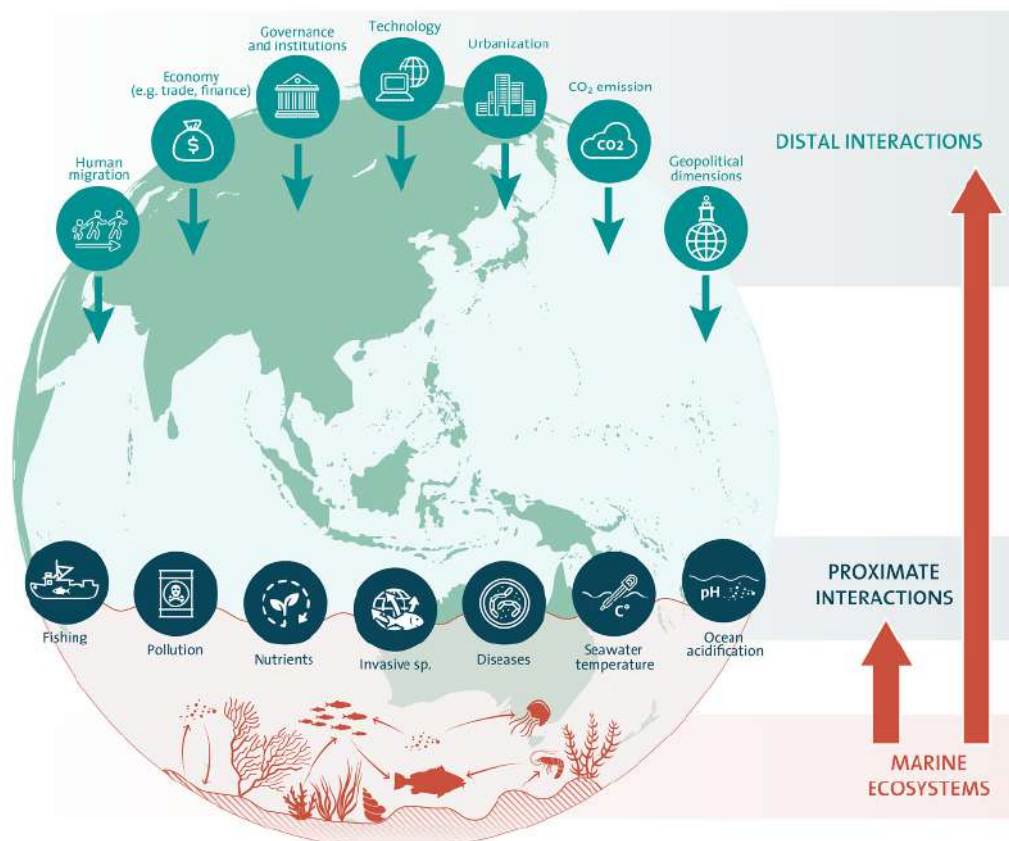 Technology
Governance
and institutions
Urbanization
Economy
(e.g. trade, finance)
CO₂ emission
$
CO2
DISTAL INTERACTIONS
Human
migration
Geopolitical
dimensions
PROXIMATE
INTERACTIONS
C°
pH
Fishing
Pollution
Nutrients
Invasive sp.
Diseases
Seawater
temperature
Ocean
acidification
MARINE
ECOSYSTEMS